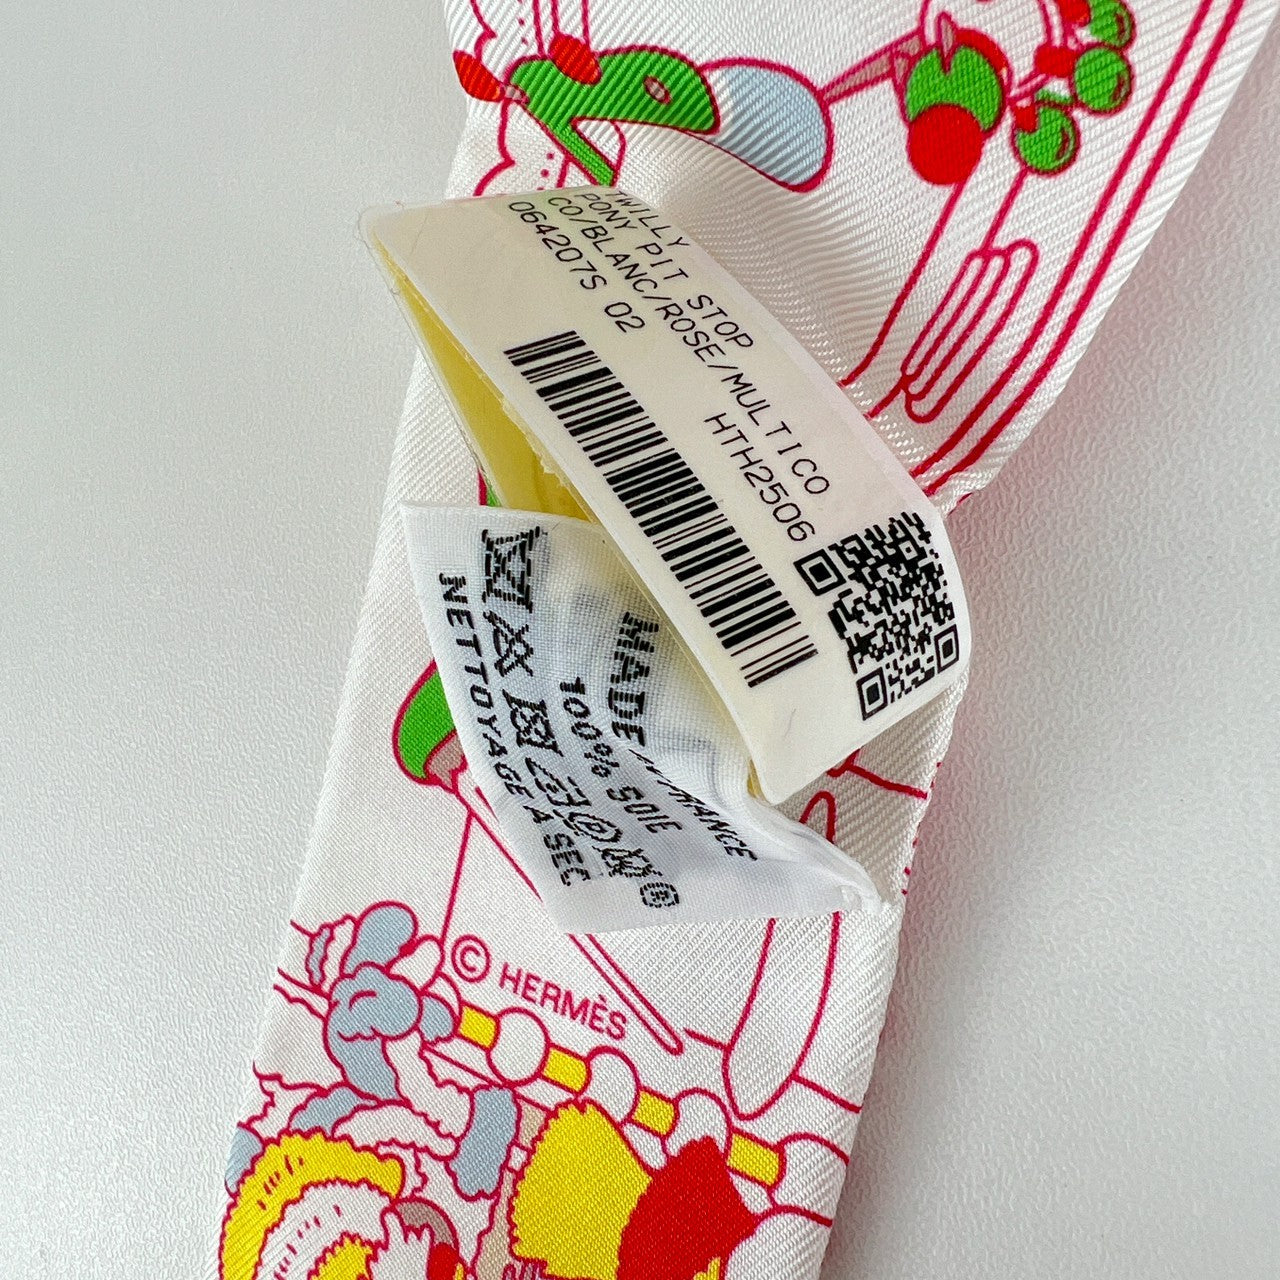 TWILLY
PONY PIT STOP
CO/BLANC/ROSE/MULTICO
064207S 02
HTH2506
MADE IN FRANCE
100% SOIE
NETTOYAGE A SEC
© HERMÈS